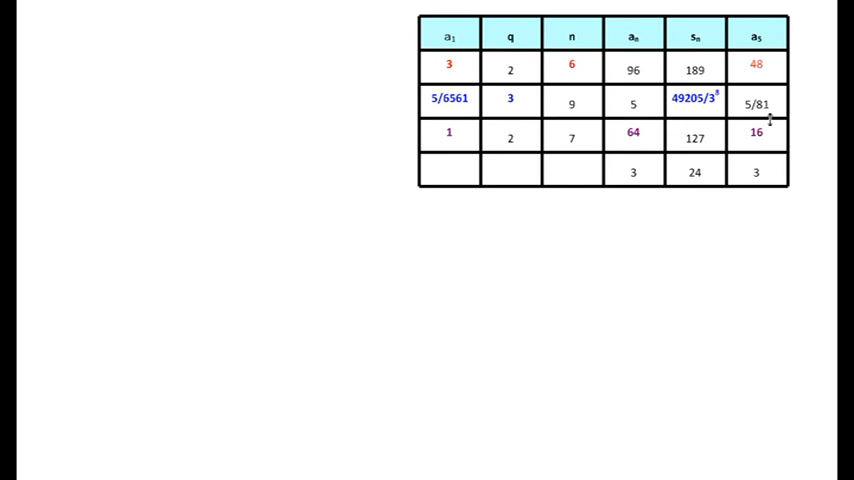 a₁ q n aₙ sₙ a₅
3 2 6 96 189 48
5/6561 3 9 5 49205/3⁸ 5/81
1 2 7 64 127 16
3 24 3